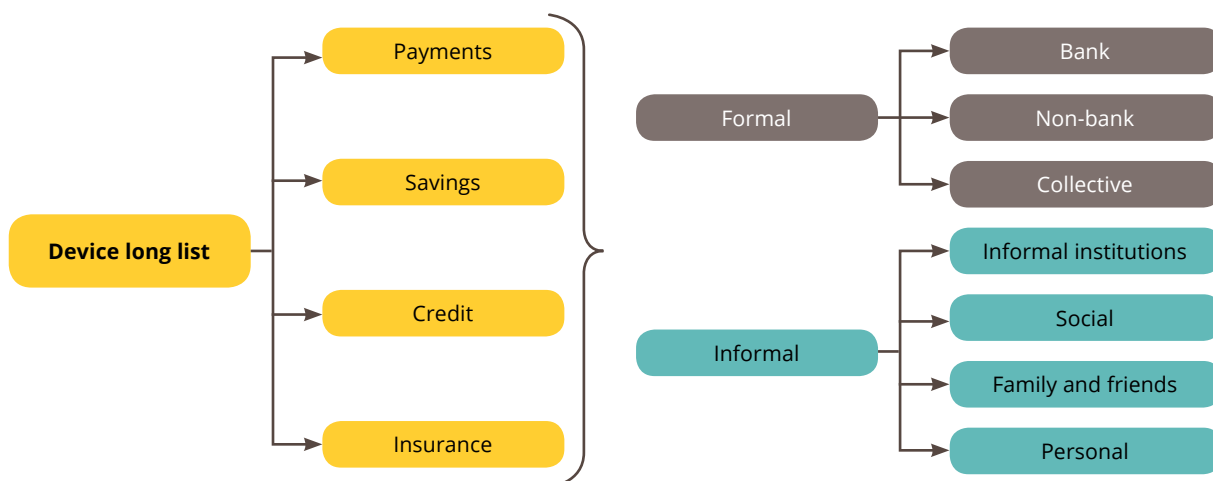 Device long list
Payments
Savings
Credit
Insurance
Formal
Bank
Non-bank
Collective
Informal
Informal institutions
Social
Family and friends
Personal